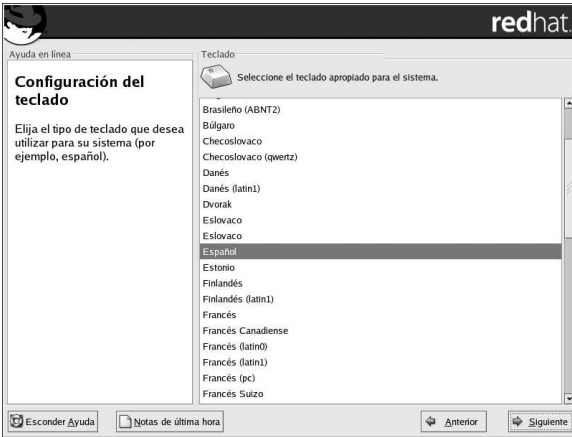 redhat.
Ayuda en línea
Configuración del
teclado
Elija el tipo de teclado que desea
utilizar para su sistema (por
ejemplo, español).
Teclado
Seleccione el teclado apropiado para el sistema.
Brasileño (ABNT2)
Búlgaro
Checoslovaco
Checoslovaco (qwertz)
Danés
Danés (latin1)
Dvorak
Eslovaco
Eslovaco
Español
Estonio
Finlandés
Finlandés (latin1)
Francés
Francés Canadiense
Francés (latin0)
Francés (latin1)
Francés (pc)
Francés Suizo
Esconder Ayuda
Notas de última hora
Anterior
Siguiente